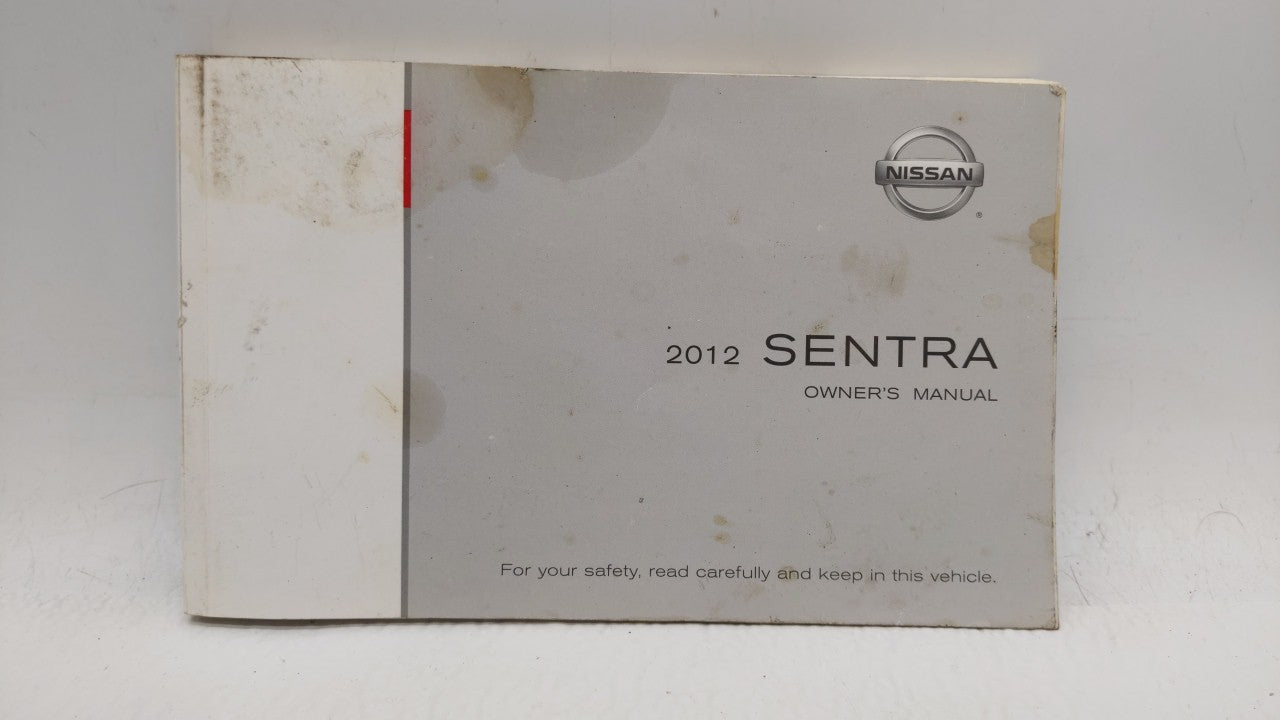 NISSAN
®
2012 SENTRA
OWNER'S MANUAL
For your safety, read carefully and keep in this vehicle.